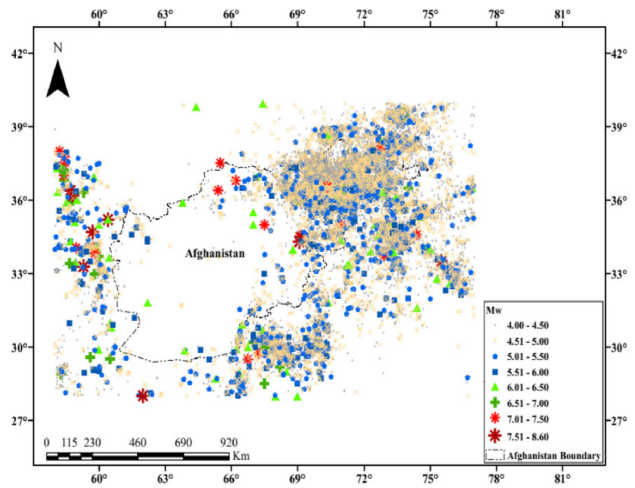 60° 63° 66° 69° 72° 75° 78° 81°
N
42° 42°
39° 39°
36° 36°
Afghanistan
33° 33°
30° 30°
27° 27°
Mw
4.00 - 4.50
4.51 - 5.00
5.01 - 5.50
5.51 - 6.00
6.01 - 6.50
6.51 - 7.00
7.01 - 7.50
7.51 - 8.60
Afghanistan Boundary
0 115 230 460 690 920
Km
60° 63° 66° 69° 72° 75° 78° 81°